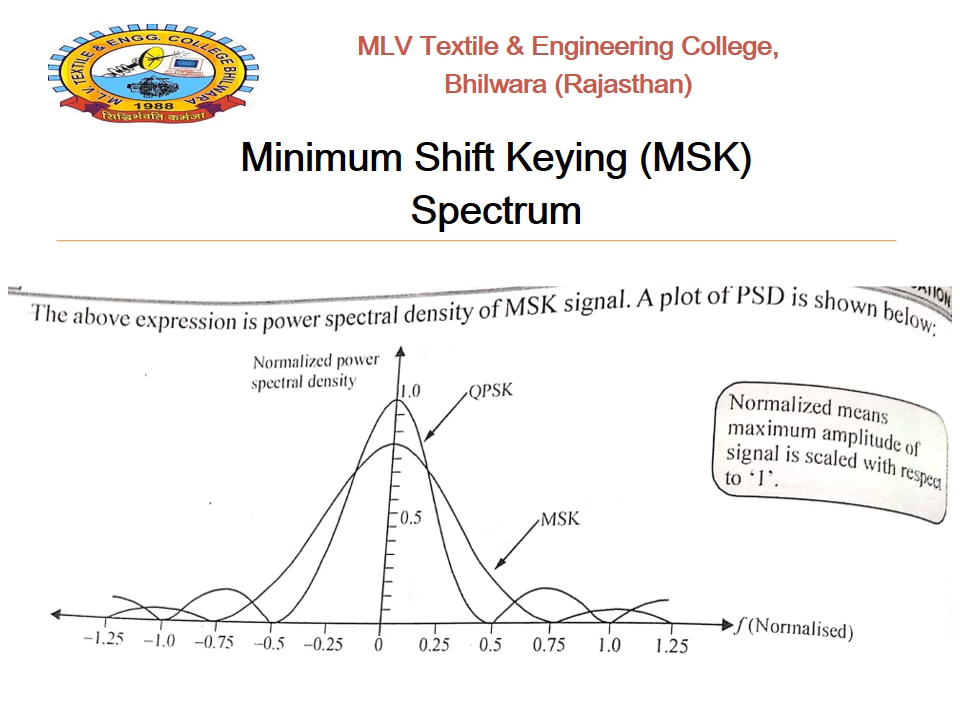 M.L.V. TEXTILE & ENGG. COLLEGE BHILWARA
1988
सिद्धिर्भवति कर्मजा
MLV Textile & Engineering College,
Bhilwara (Rajasthan)
Minimum Shift Keying (MSK)
Spectrum
ATION
The above expression is power spectral density of MSK signal. A plot of PSD is shown below:
Normalized power
spectral density
1.0
QPSK
Normalized means
maximum amplitude of
signal is scaled with respect
to ‘1’.
0.5
MSK
f (Normalised)
–1.25 –1.0 –0.75 –0.5 –0.25 0 0.25 0.5 0.75 1.0 1.25